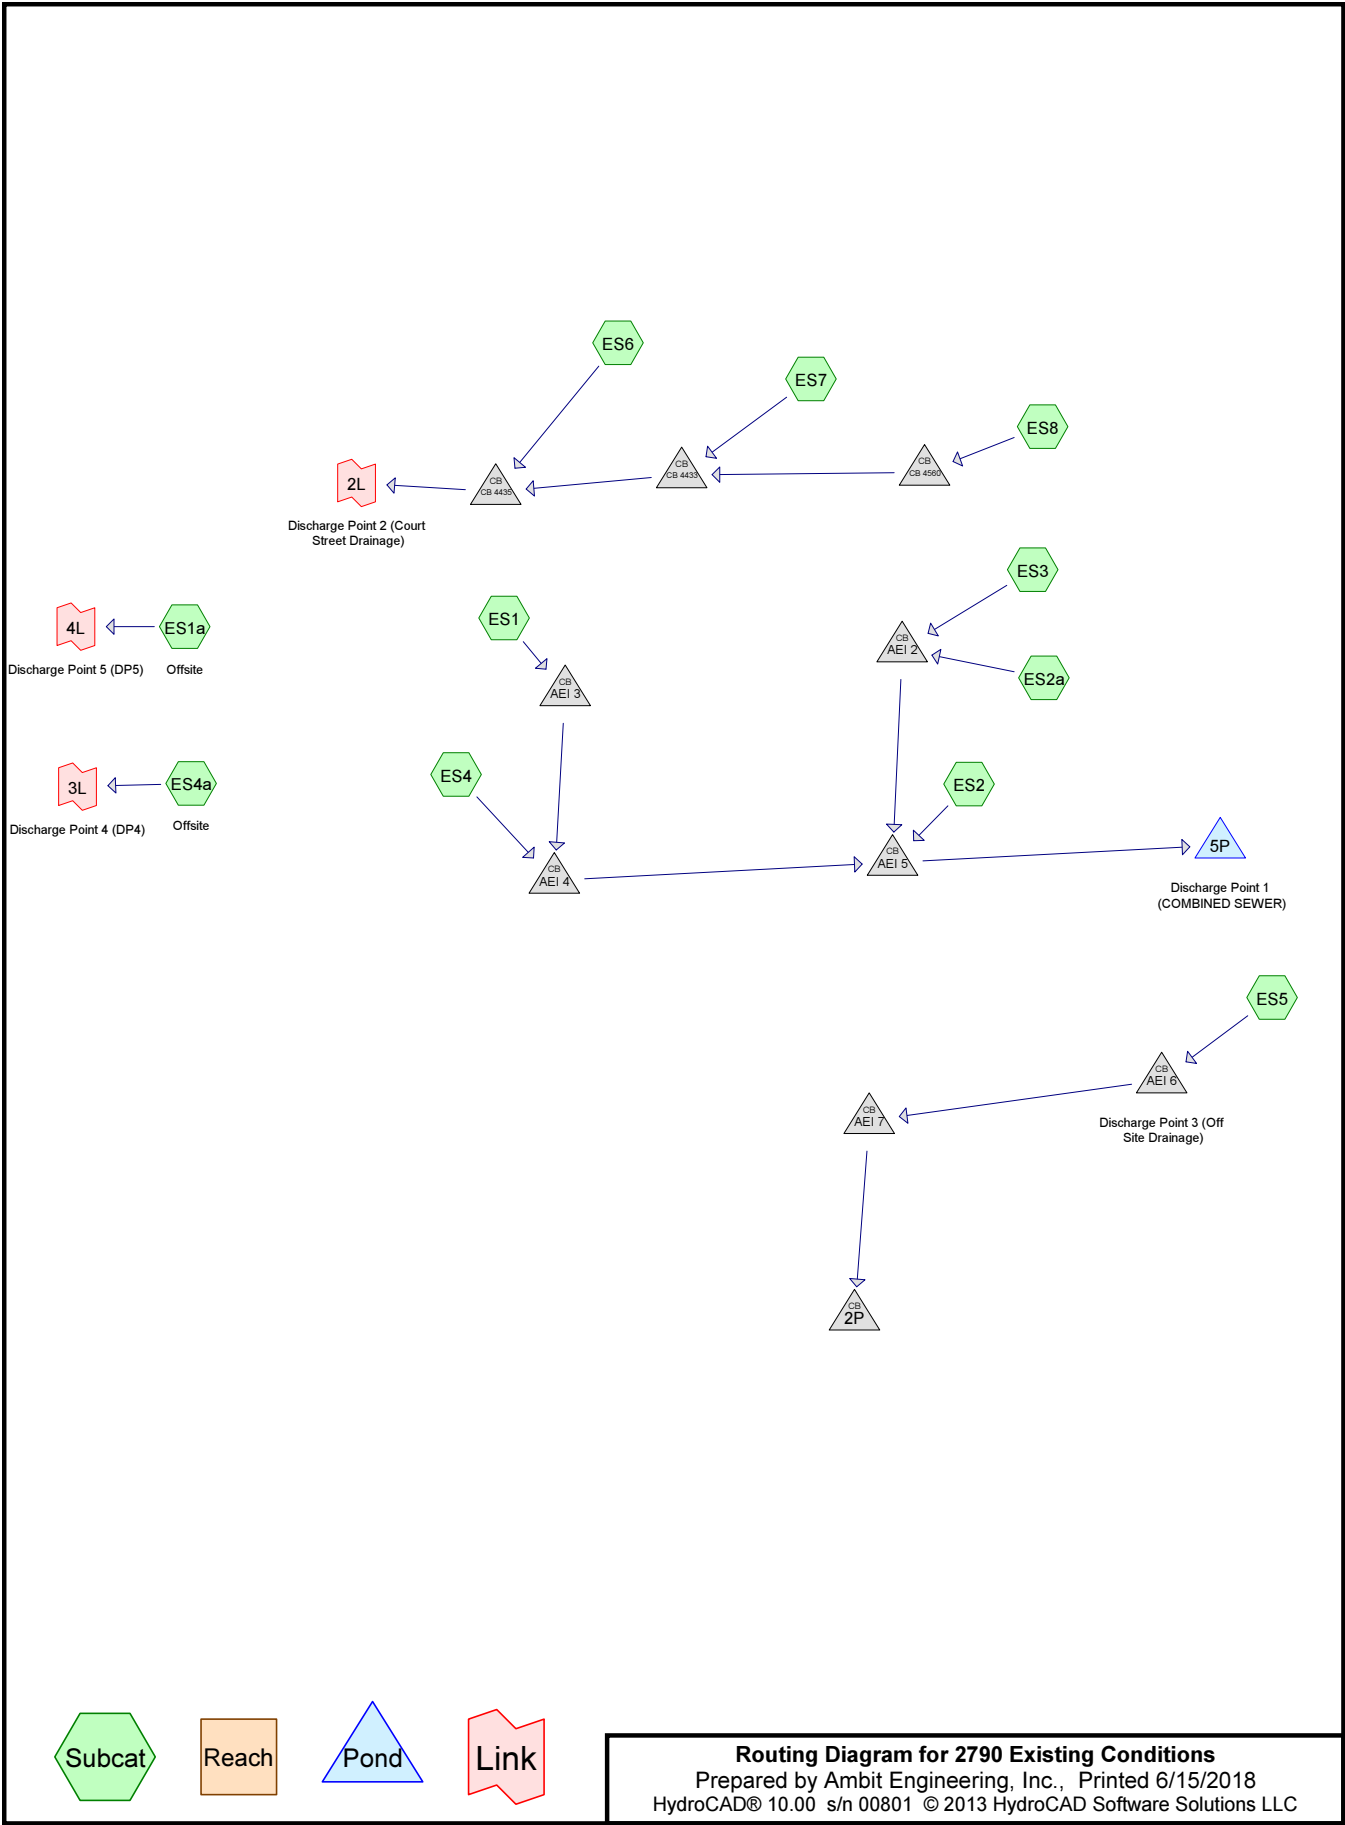 ES6
ES7
ES8
2L
CB
CB 4435
CB
CB 4433
CB
CB 4560
Discharge Point 2 (Court
Street Drainage)
ES3
4L
ES1a
ES1
CB
AEI 2
Discharge Point 5 (DP5)
Offsite
CB
AEI 3
ES2a
3L
ES4a
ES4
ES2
Discharge Point 4 (DP4)
Offsite
CB
AEI 4
CB
AEI 5
5P
Discharge Point 1
(COMBINED SEWER)
ES5
CB
AEI 6
CB
AEI 7
Discharge Point 3 (Off
Site Drainage)
CB
2P
Subcat
Reach
Pond
Link
Routing Diagram for 2790 Existing Conditions
Prepared by Ambit Engineering, Inc., Printed 6/15/2018
HydroCAD® 10.00 s/n 00801 © 2013 HydroCAD Software Solutions LLC